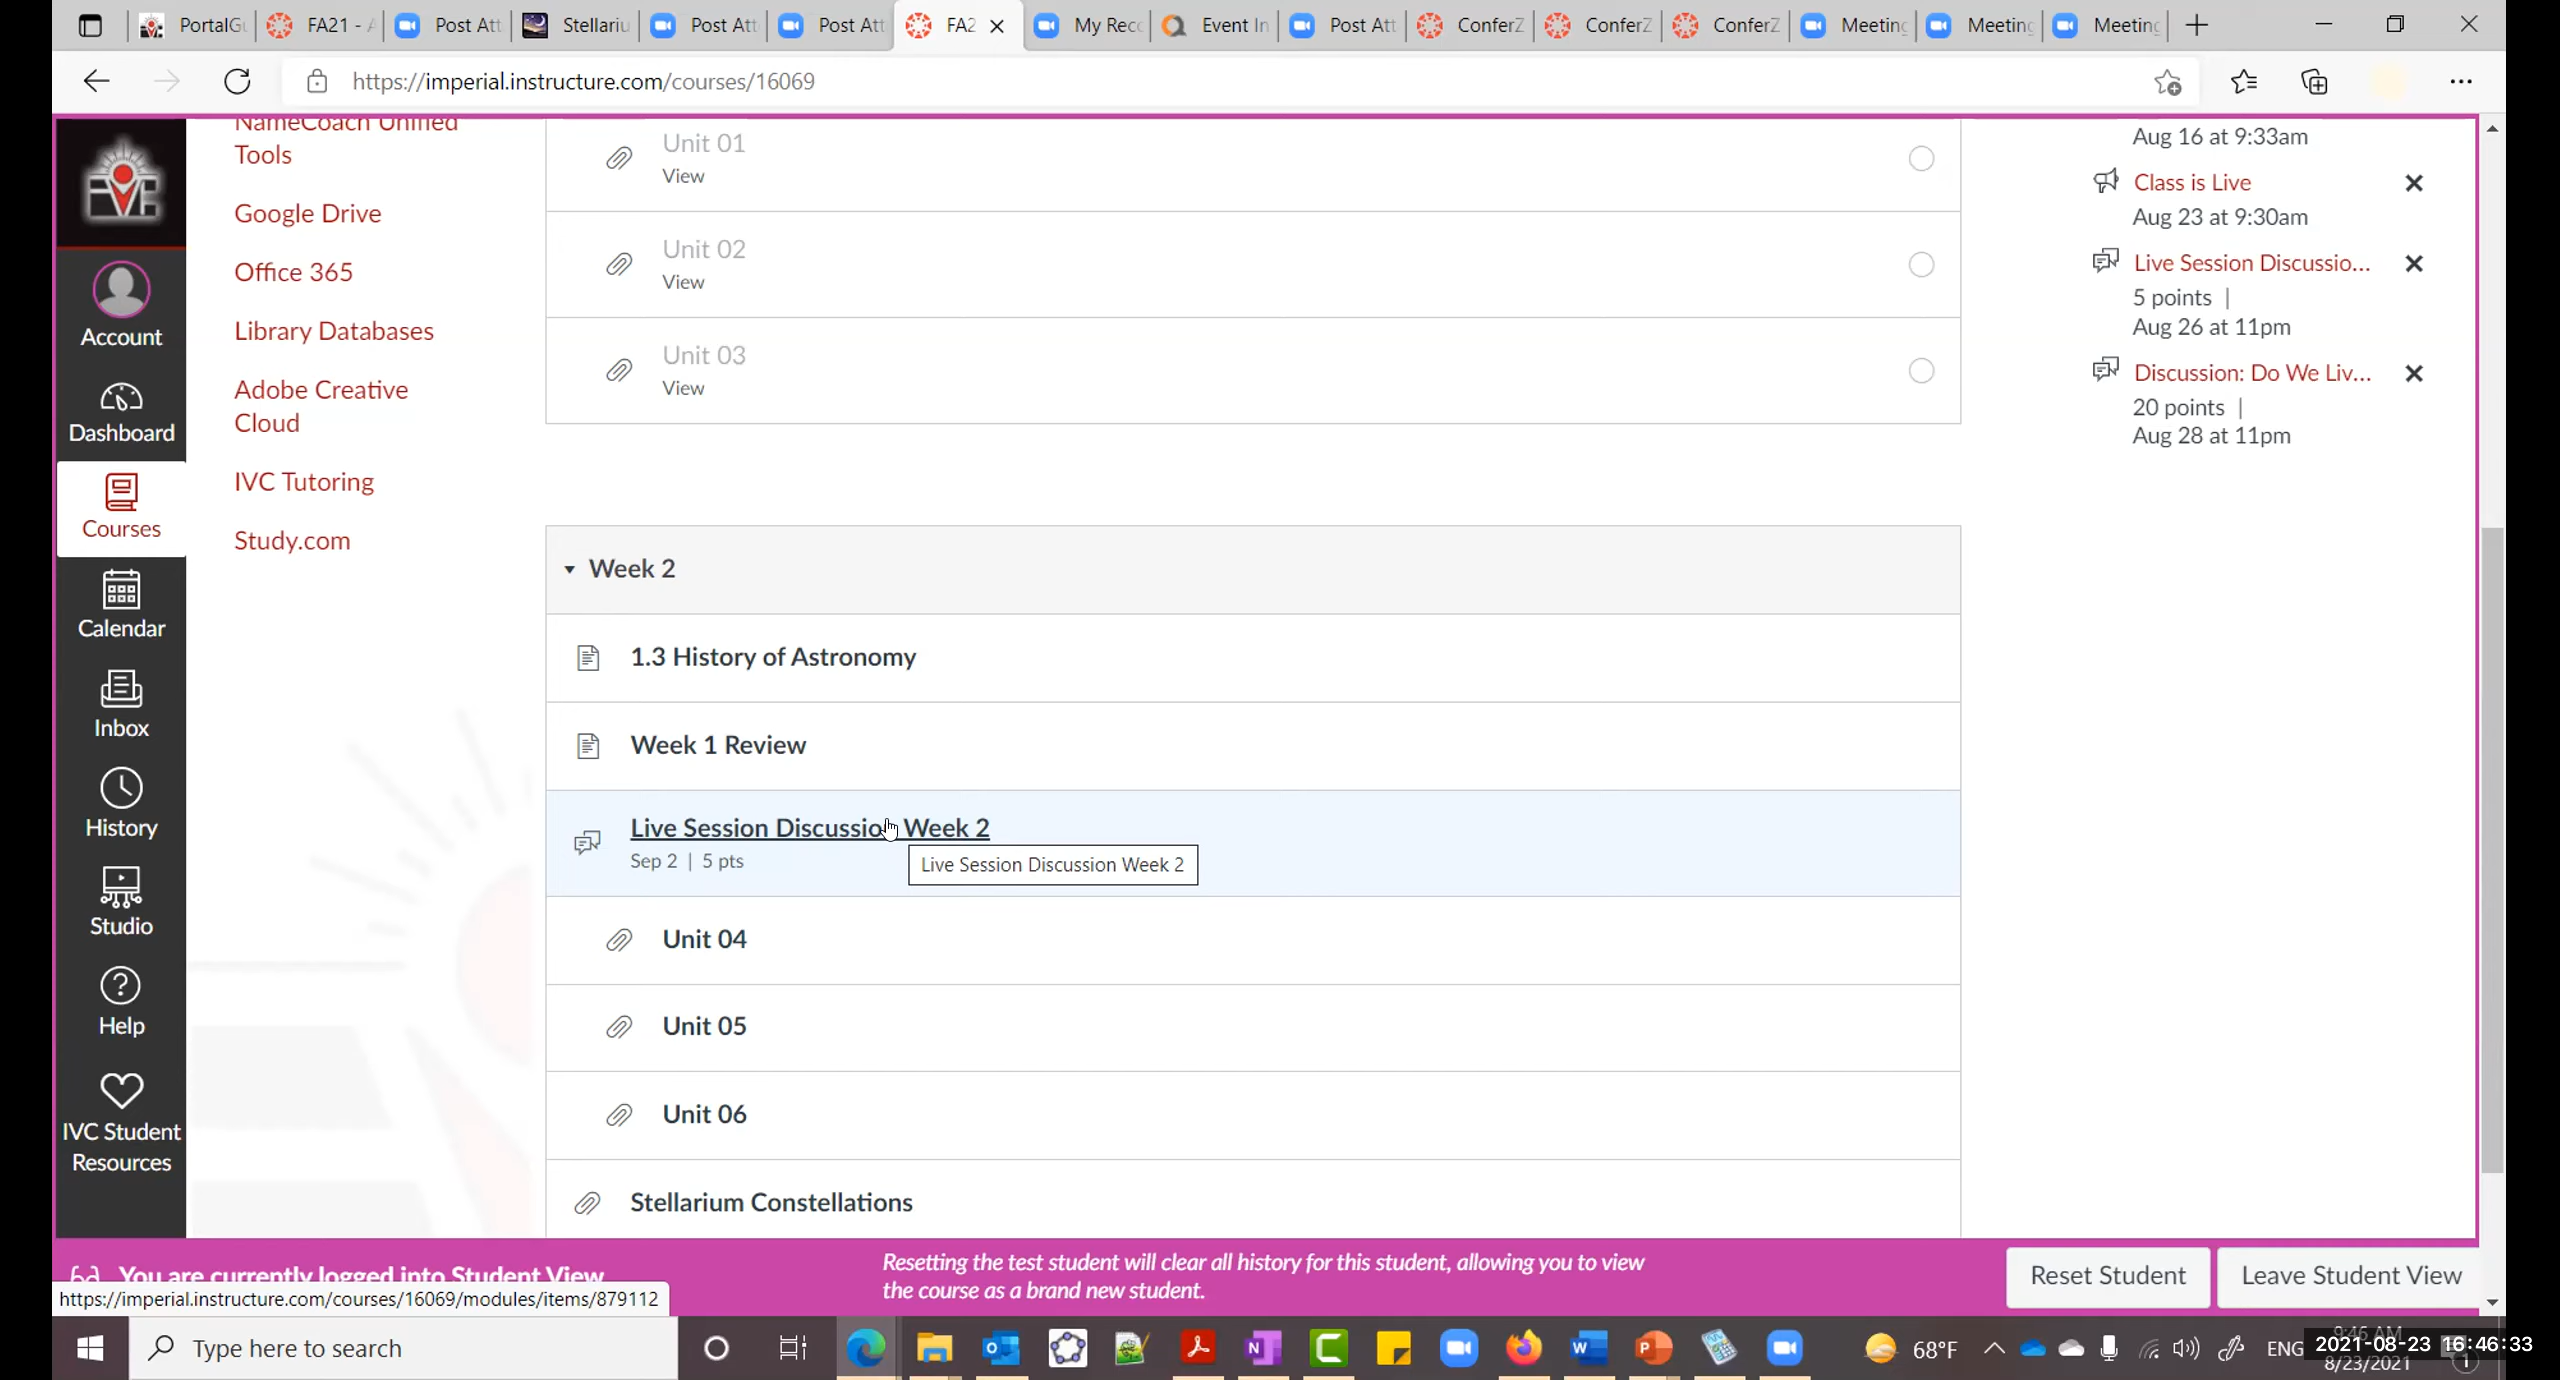 PortalGu
FA21 - A
Post Att
Stellariu
Post Att
Post Att
FA2
My Rec
Event In
Post Att
ConferZ
ConferZ
ConferZ
Meeting
Meeting
Meeting
https://imperial.instructure.com/courses/16069
IVC
Account
Dashboard
Courses
Calendar
Inbox
History
Studio
Help
IVC Student
Resources
NameCoach Unified
Tools
Google Drive
Office 365
Library Databases
Adobe Creative
Cloud
IVC Tutoring
Study.com
Unit 01
View
Unit 02
View
Unit 03
View
Week 2
1.3 History of Astronomy
Week 1 Review
Live Session Discussion Week 2
Sep 2 | 5 pts
Live Session Discussion Week 2
Unit 04
Unit 05
Unit 06
Stellarium Constellations
Aug 16 at 9:33am
Class is Live
Aug 23 at 9:30am
Live Session Discussio...
5 points |
Aug 26 at 11pm
Discussion: Do We Liv...
20 points |
Aug 28 at 11pm
You are currently logged into Student View
Resetting the test student will clear all history for this student, allowing you to view
the course as a brand new student.
Reset Student
Leave Student View
https://imperial.instructure.com/courses/16069/modules/items/879112
Type here to search
68°F
ENG
9:46 AM
2021-08-23 16:46:33
8/23/2021
1